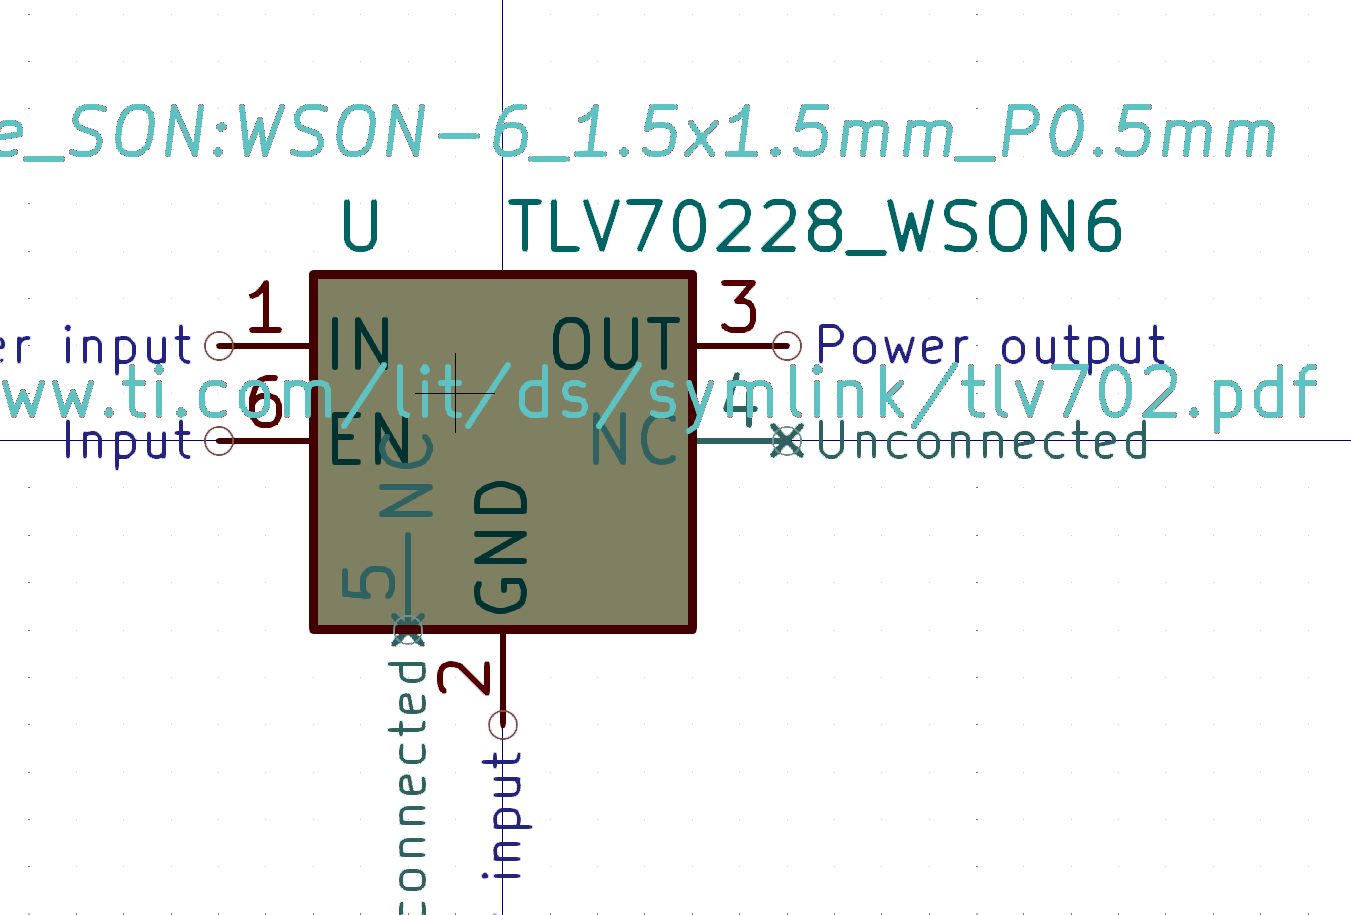 e_SON:WSON-6_1.5x1.5mm_P0.5mm
U TLV70228_WSON6
1 3
er input IN OUT Power output
ww.ti.com/lit/ds/symlink/tlv702.pdf
6 4
Input EN NC Unconnected
NC
5
GND
2
connected
input